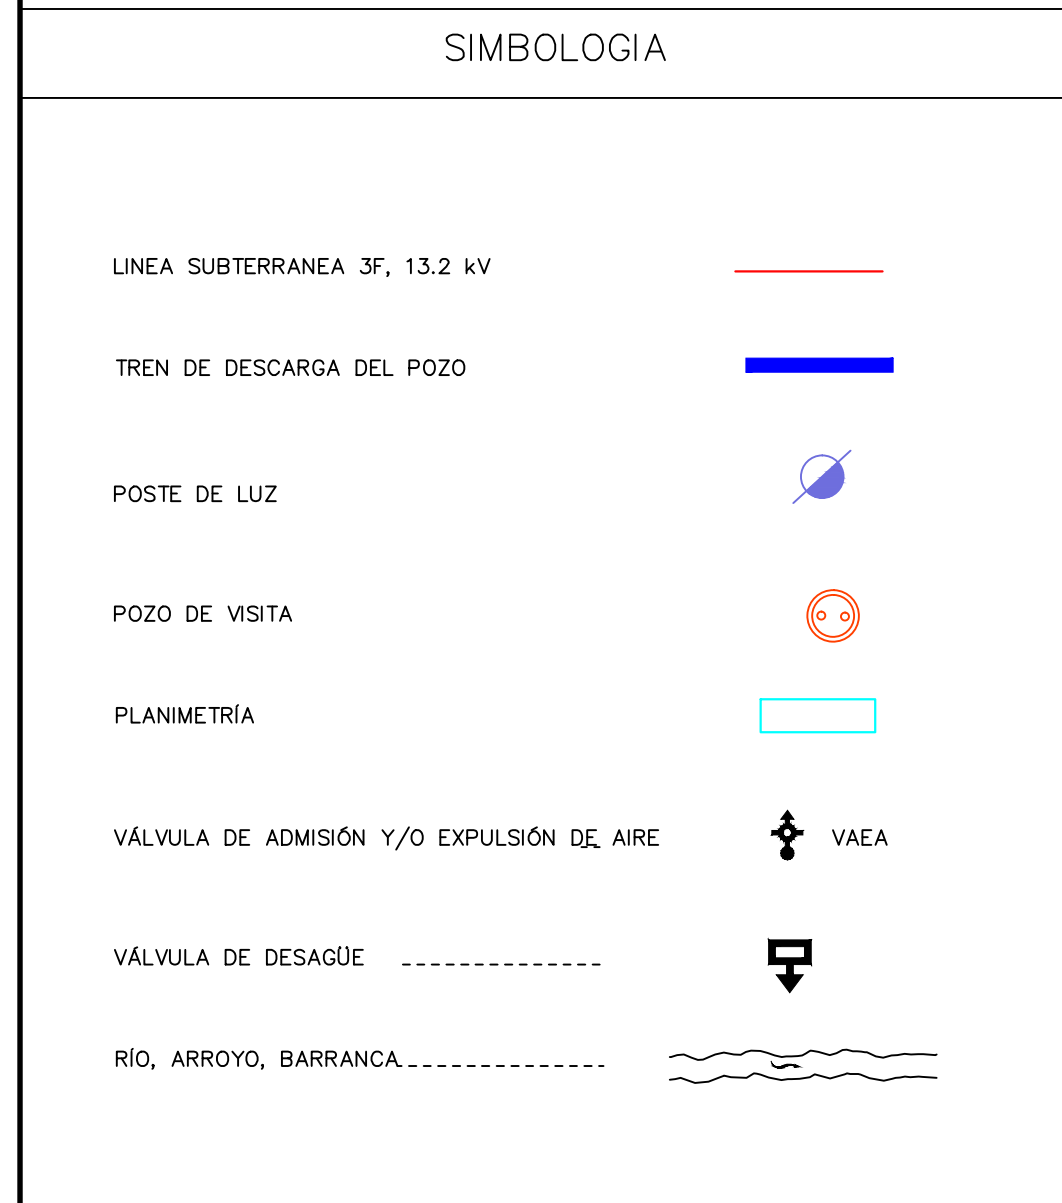 SIMBOLOGIA
LINEA SUBTERRANEA 3F, 13.2 kV
TREN DE DESCARGA DEL POZO
POSTE DE LUZ
POZO DE VISITA
PLANIMETRÍA
VÁLVULA DE ADMISIÓN Y/O EXPULSIÓN DE AIRE VAEA
VÁLVULA DE DESAGÜE
RÍO, ARROYO, BARRANCA